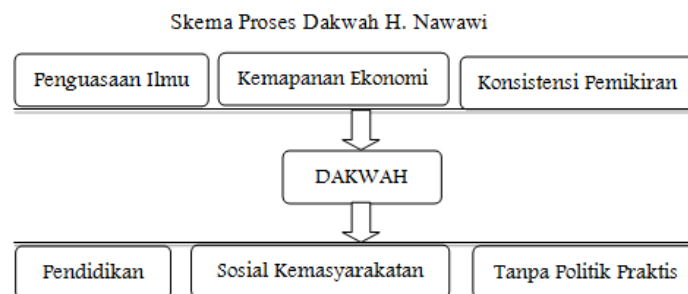 Skema Proses Dakwah H. Nawawi
Penguasaan Ilmu
Kemapanan Ekonomi
Konsistensi Pemikiran
DAKWAH
Pendidikan
Sosial Kemasyarakatan
Tanpa Politik Praktis